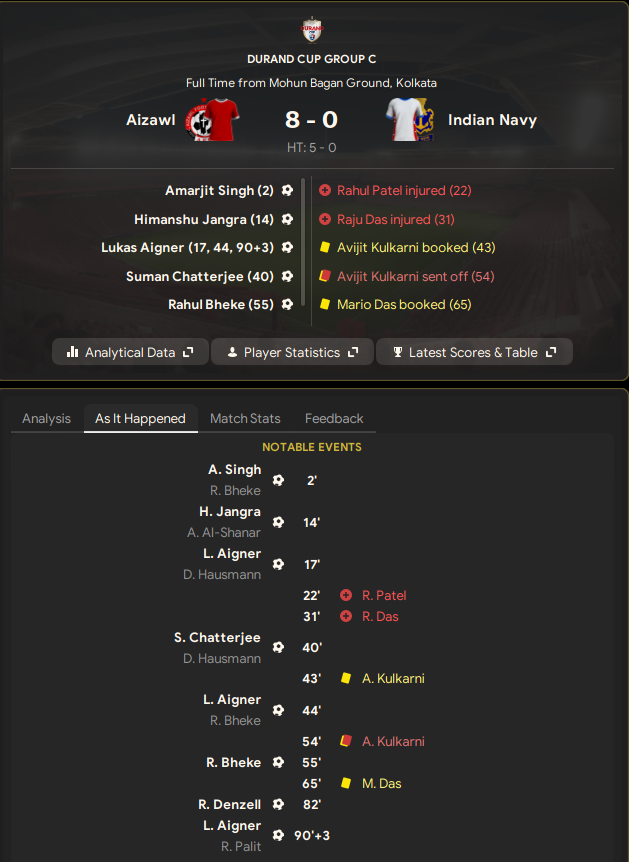 DURAND CUP GROUP C
Full Time from Mohun Bagan Ground, Kolkata
Aizawl 8 - 0 Indian Navy
HT: 5 - 0
Amarjit Singh (2) Rahul Patel injured (22)
Himanshu Jangra (14) Raju Das injured (31)
Lukas Aigner (17, 44, 90+3) Avijit Kulkarni booked (43)
Suman Chatterjee (40) Avijit Kulkarni sent off (54)
Rahul Bheke (55) Mario Das booked (65)
Analytical Data Player Statistics Latest Scores & Table
Analysis As It Happened Match Stats Feedback
NOTABLE EVENTS
A. Singh
R. Bheke
2'
H. Jangra
A. Al-Shanar
14'
L. Aigner
D. Hausmann
17'
22' R. Patel
31' R. Das
S. Chatterjee
D. Hausmann
40'
43' A. Kulkarni
L. Aigner
R. Bheke
44'
54' A. Kulkarni
R. Bheke 55'
65' M. Das
R. Denzell 82'
L. Aigner
R. Palit
90'+3